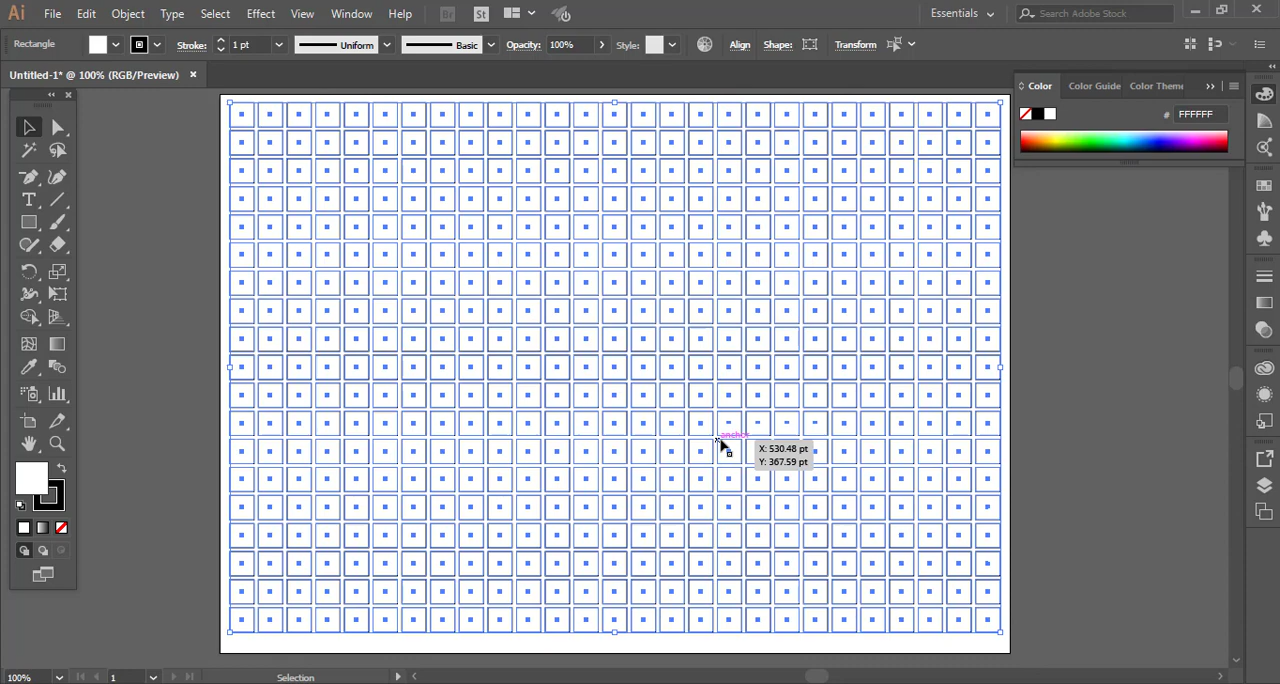 Ai File Edit Object Type Select Effect View Window Help Br St Essentials Search Adobe Stock
Rectangle Stroke: 1 pt Uniform Basic Opacity: 100% Style: Align Shape: Transform
Untitled-1* @ 100% (RGB/Preview)
Color Color Guide Color Theme
# FFFFFF
anchor
X: 530.48 pt
Y: 367.59 pt
100% 1 Selection